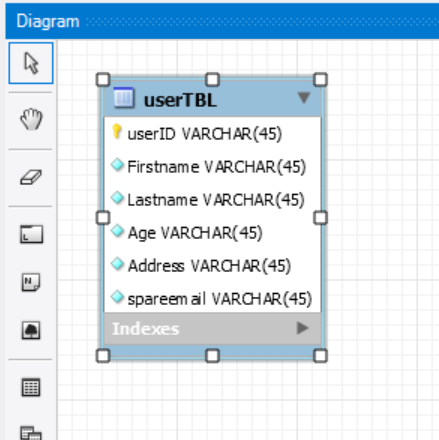 Diagram
userTBL
userID VARCHAR(45)
Firstname VARCHAR(45)
Lastname VARCHAR(45)
Age VARCHAR(45)
Address VARCHAR(45)
spareemail VARCHAR(45)
Indexes